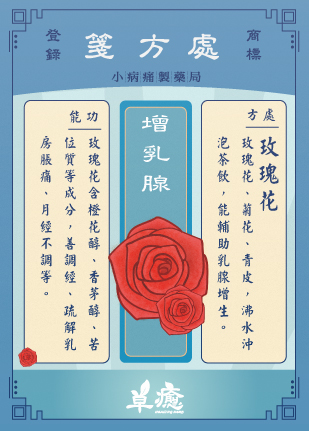 商標
登錄
處方箋
小病痛製藥局
處方
玫瑰花
玫瑰花、菊花、青皮，沸水沖
泡茶飲，能輔助乳腺增生。
增乳腺
功能
玫瑰花含橙花醇、香茅醇、苦
位質等成分，善調經、疏解乳
房脹痛、月經不調等。
草癒